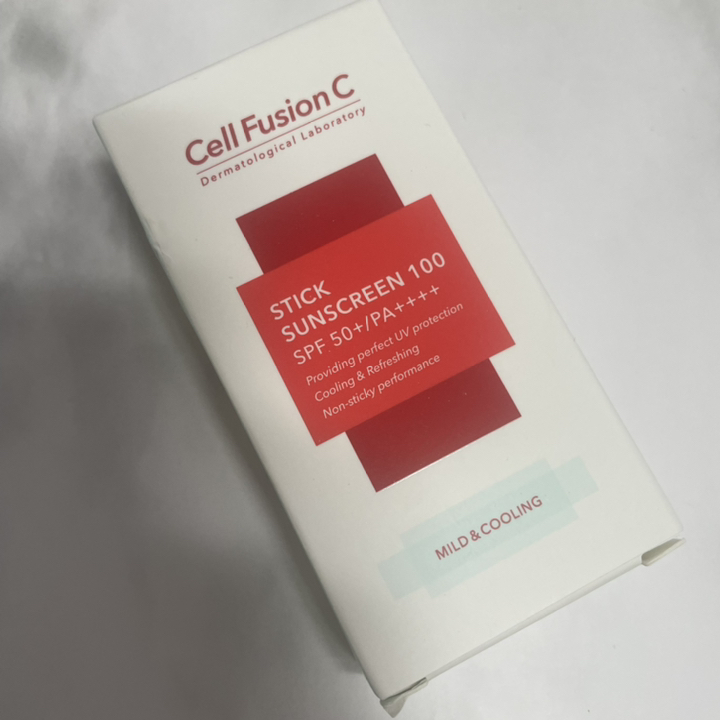 Cell Fusion C
Dermatological Laboratory
STICK
SUNSCREEN 100
SPF 50+/PA++++
Providing perfect UV protection
Cooling & Refreshing
Non-sticky performance
MILD & COOLING